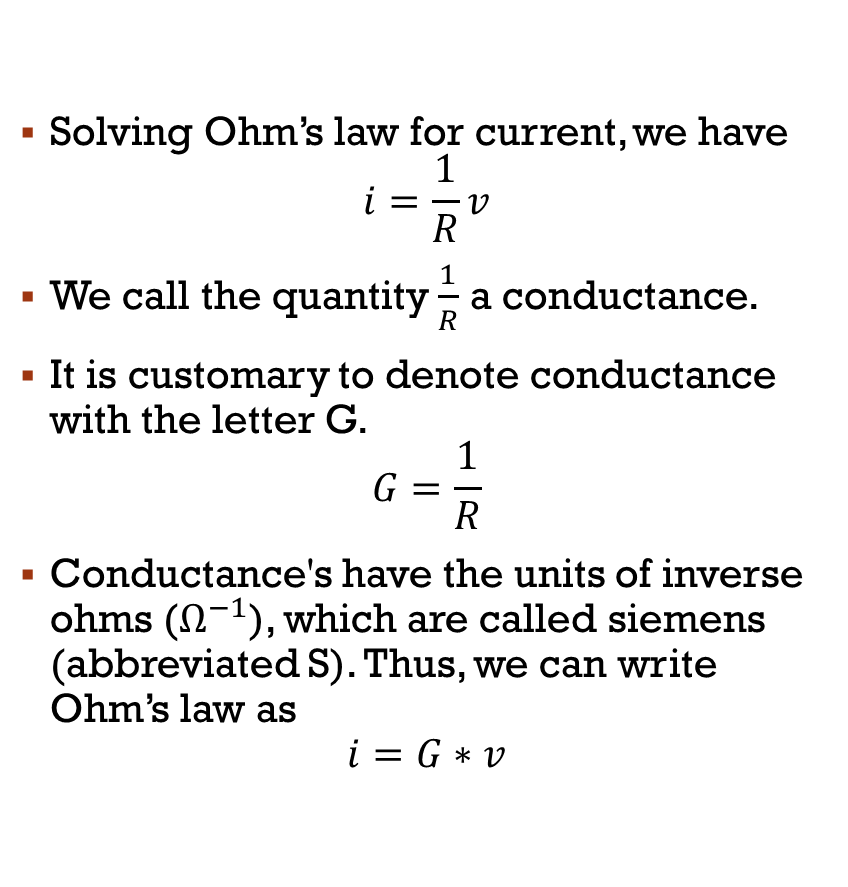 ▪ Solving Ohm’s law for current, we have
i = 1/R v
▪ We call the quantity 1/R a conductance.
▪ It is customary to denote conductance
with the letter G.
G = 1/R
▪ Conductance's have the units of inverse
ohms (Ω⁻¹), which are called siemens
(abbreviated S). Thus, we can write
Ohm’s law as
i = G ∗ v